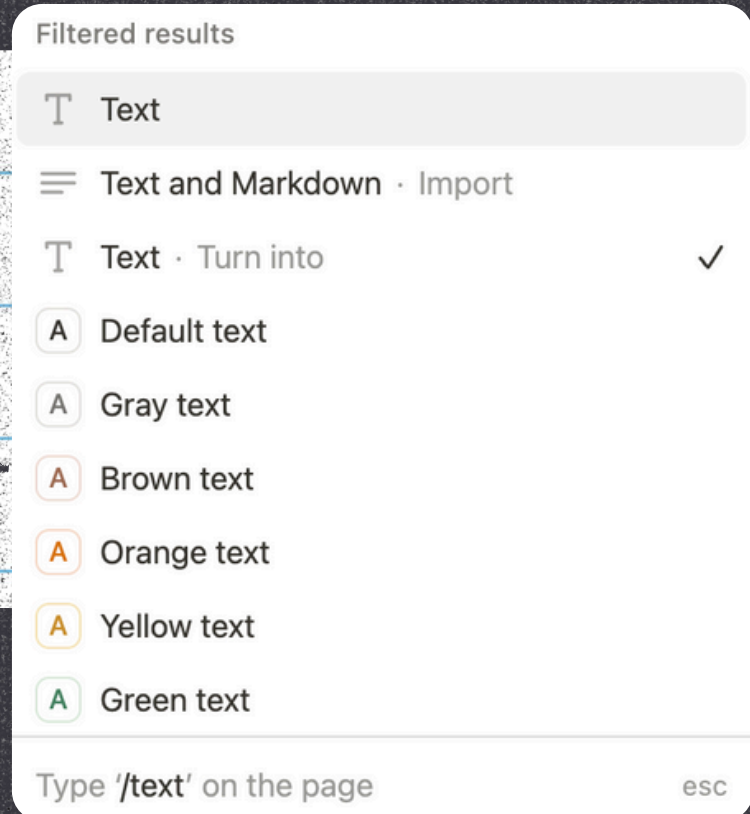 Filtered results
T Text
Text and Markdown · Import
T Text · Turn into
A Default text
A Gray text
A Brown text
A Orange text
A Yellow text
A Green text
Type '/text' on the page esc